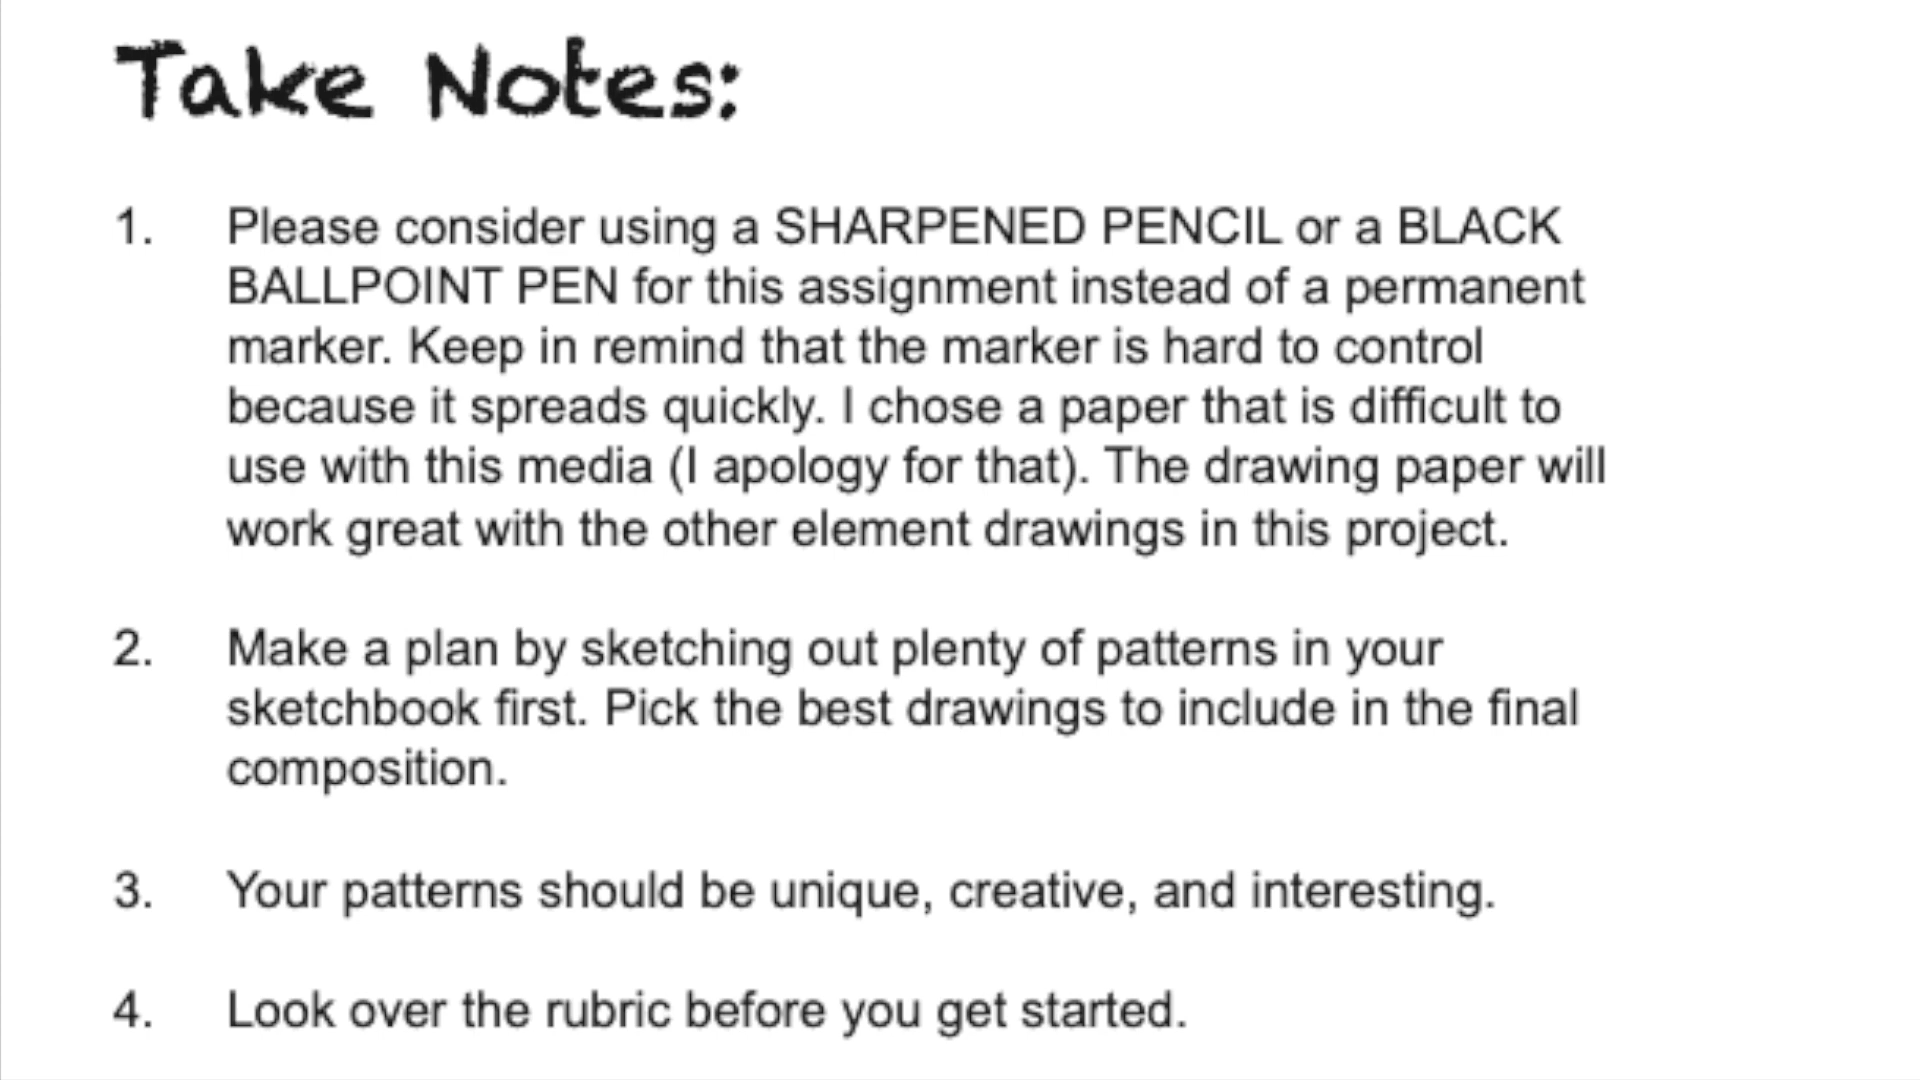 Take Notes:
1. Please consider using a SHARPENED PENCIL or a BLACK
BALLPOINT PEN for this assignment instead of a permanent
marker. Keep in remind that the marker is hard to control
because it spreads quickly. I chose a paper that is difficult to
use with this media (I apology for that). The drawing paper will
work great with the other element drawings in this project.
2. Make a plan by sketching out plenty of patterns in your
sketchbook first. Pick the best drawings to include in the final
composition.
3. Your patterns should be unique, creative, and interesting.
4. Look over the rubric before you get started.